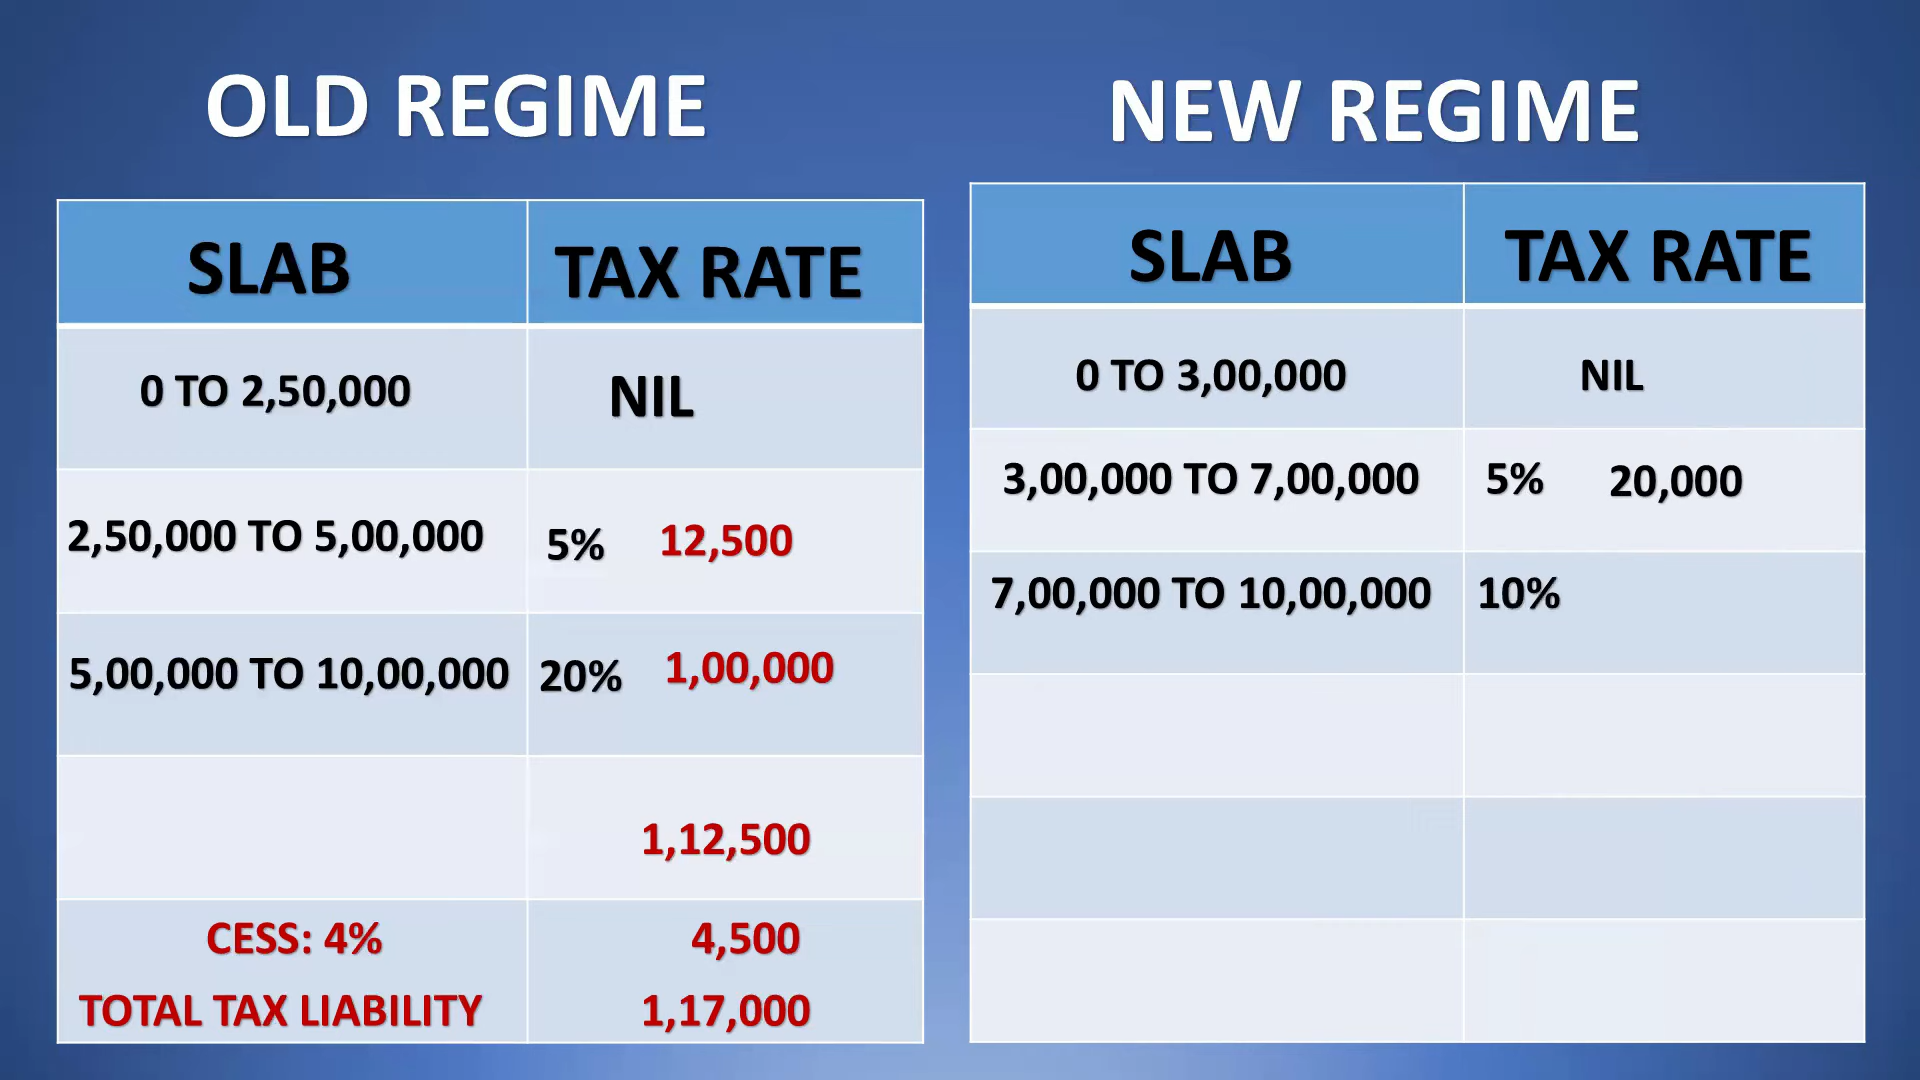 OLD REGIME
SLAB TAX RATE
0 TO 2,50,000 NIL
2,50,000 TO 5,00,000 5% 12,500
5,00,000 TO 10,00,000 20% 1,00,000
1,12,500
CESS: 4% 4,500
TOTAL TAX LIABILITY 1,17,000
NEW REGIME
SLAB TAX RATE
0 TO 3,00,000 NIL
3,00,000 TO 7,00,000 5% 20,000
7,00,000 TO 10,00,000 10%